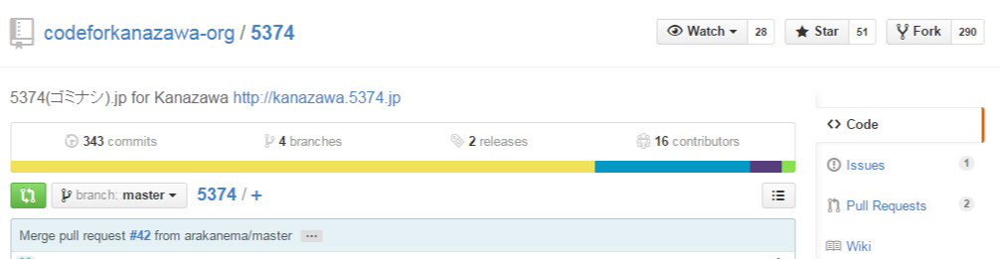 codeforkanazawa-org / 5374
Watch 28 Star 51 Fork 290
5374(ゴミナシ).jp for Kanazawa http://kanazawa.5374.jp
343 commits 4 branches 2 releases 16 contributors
branch: master 5374 / +
Merge pull request #42 from arakanema/master ...
Code
Issues 1
Pull Requests 2
Wiki